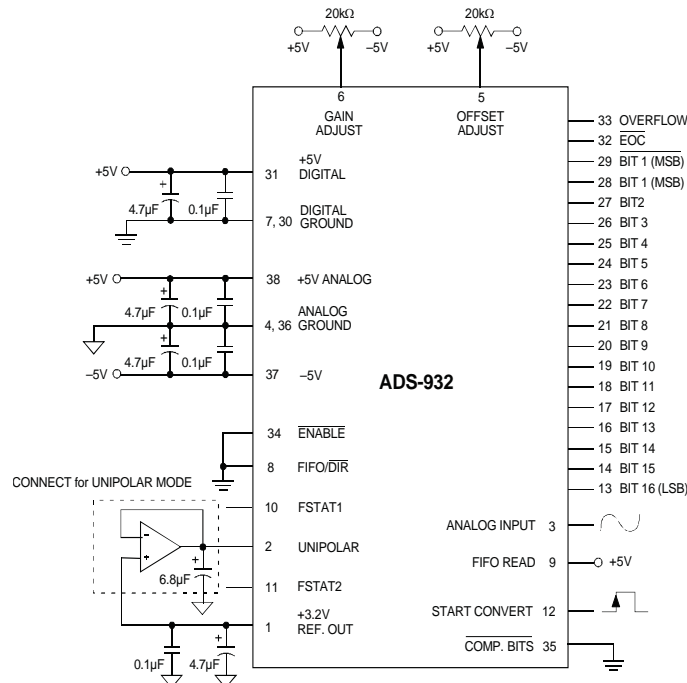 20kΩ 20kΩ
+5V –5V +5V –5V
6 5
GAIN ADJUST
OFFSET ADJUST
+5V
31 +5V DIGITAL
4.7µF 0.1µF
+
7, 30 DIGITAL GROUND
+5V
38 +5V ANALOG
+
4.7µF 0.1µF
4, 36 ANALOG GROUND
+
4.7µF 0.1µF
–5V
37 –5V
ADS-932
34 ENABLE
8 FIFO/DIR
CONNECT for UNIPOLAR MODE
10 FSTAT1
–
+
2 UNIPOLAR
+
6.8µF
11 FSTAT2
1 +3.2V REF. OUT
+
0.1µF 4.7µF
33 OVERFLOW
32 EOC
29 BIT 1 (MSB)
28 BIT 1 (MSB)
27 BIT2
26 BIT 3
25 BIT 4
24 BIT 5
23 BIT 6
22 BIT 7
21 BIT 8
20 BIT 9
19 BIT 10
18 BIT 11
17 BIT 12
16 BIT 13
15 BIT 14
14 BIT 15
13 BIT 16 (LSB)
ANALOG INPUT 3
FIFO READ 9 +5V
START CONVERT 12
COMP. BITS 35